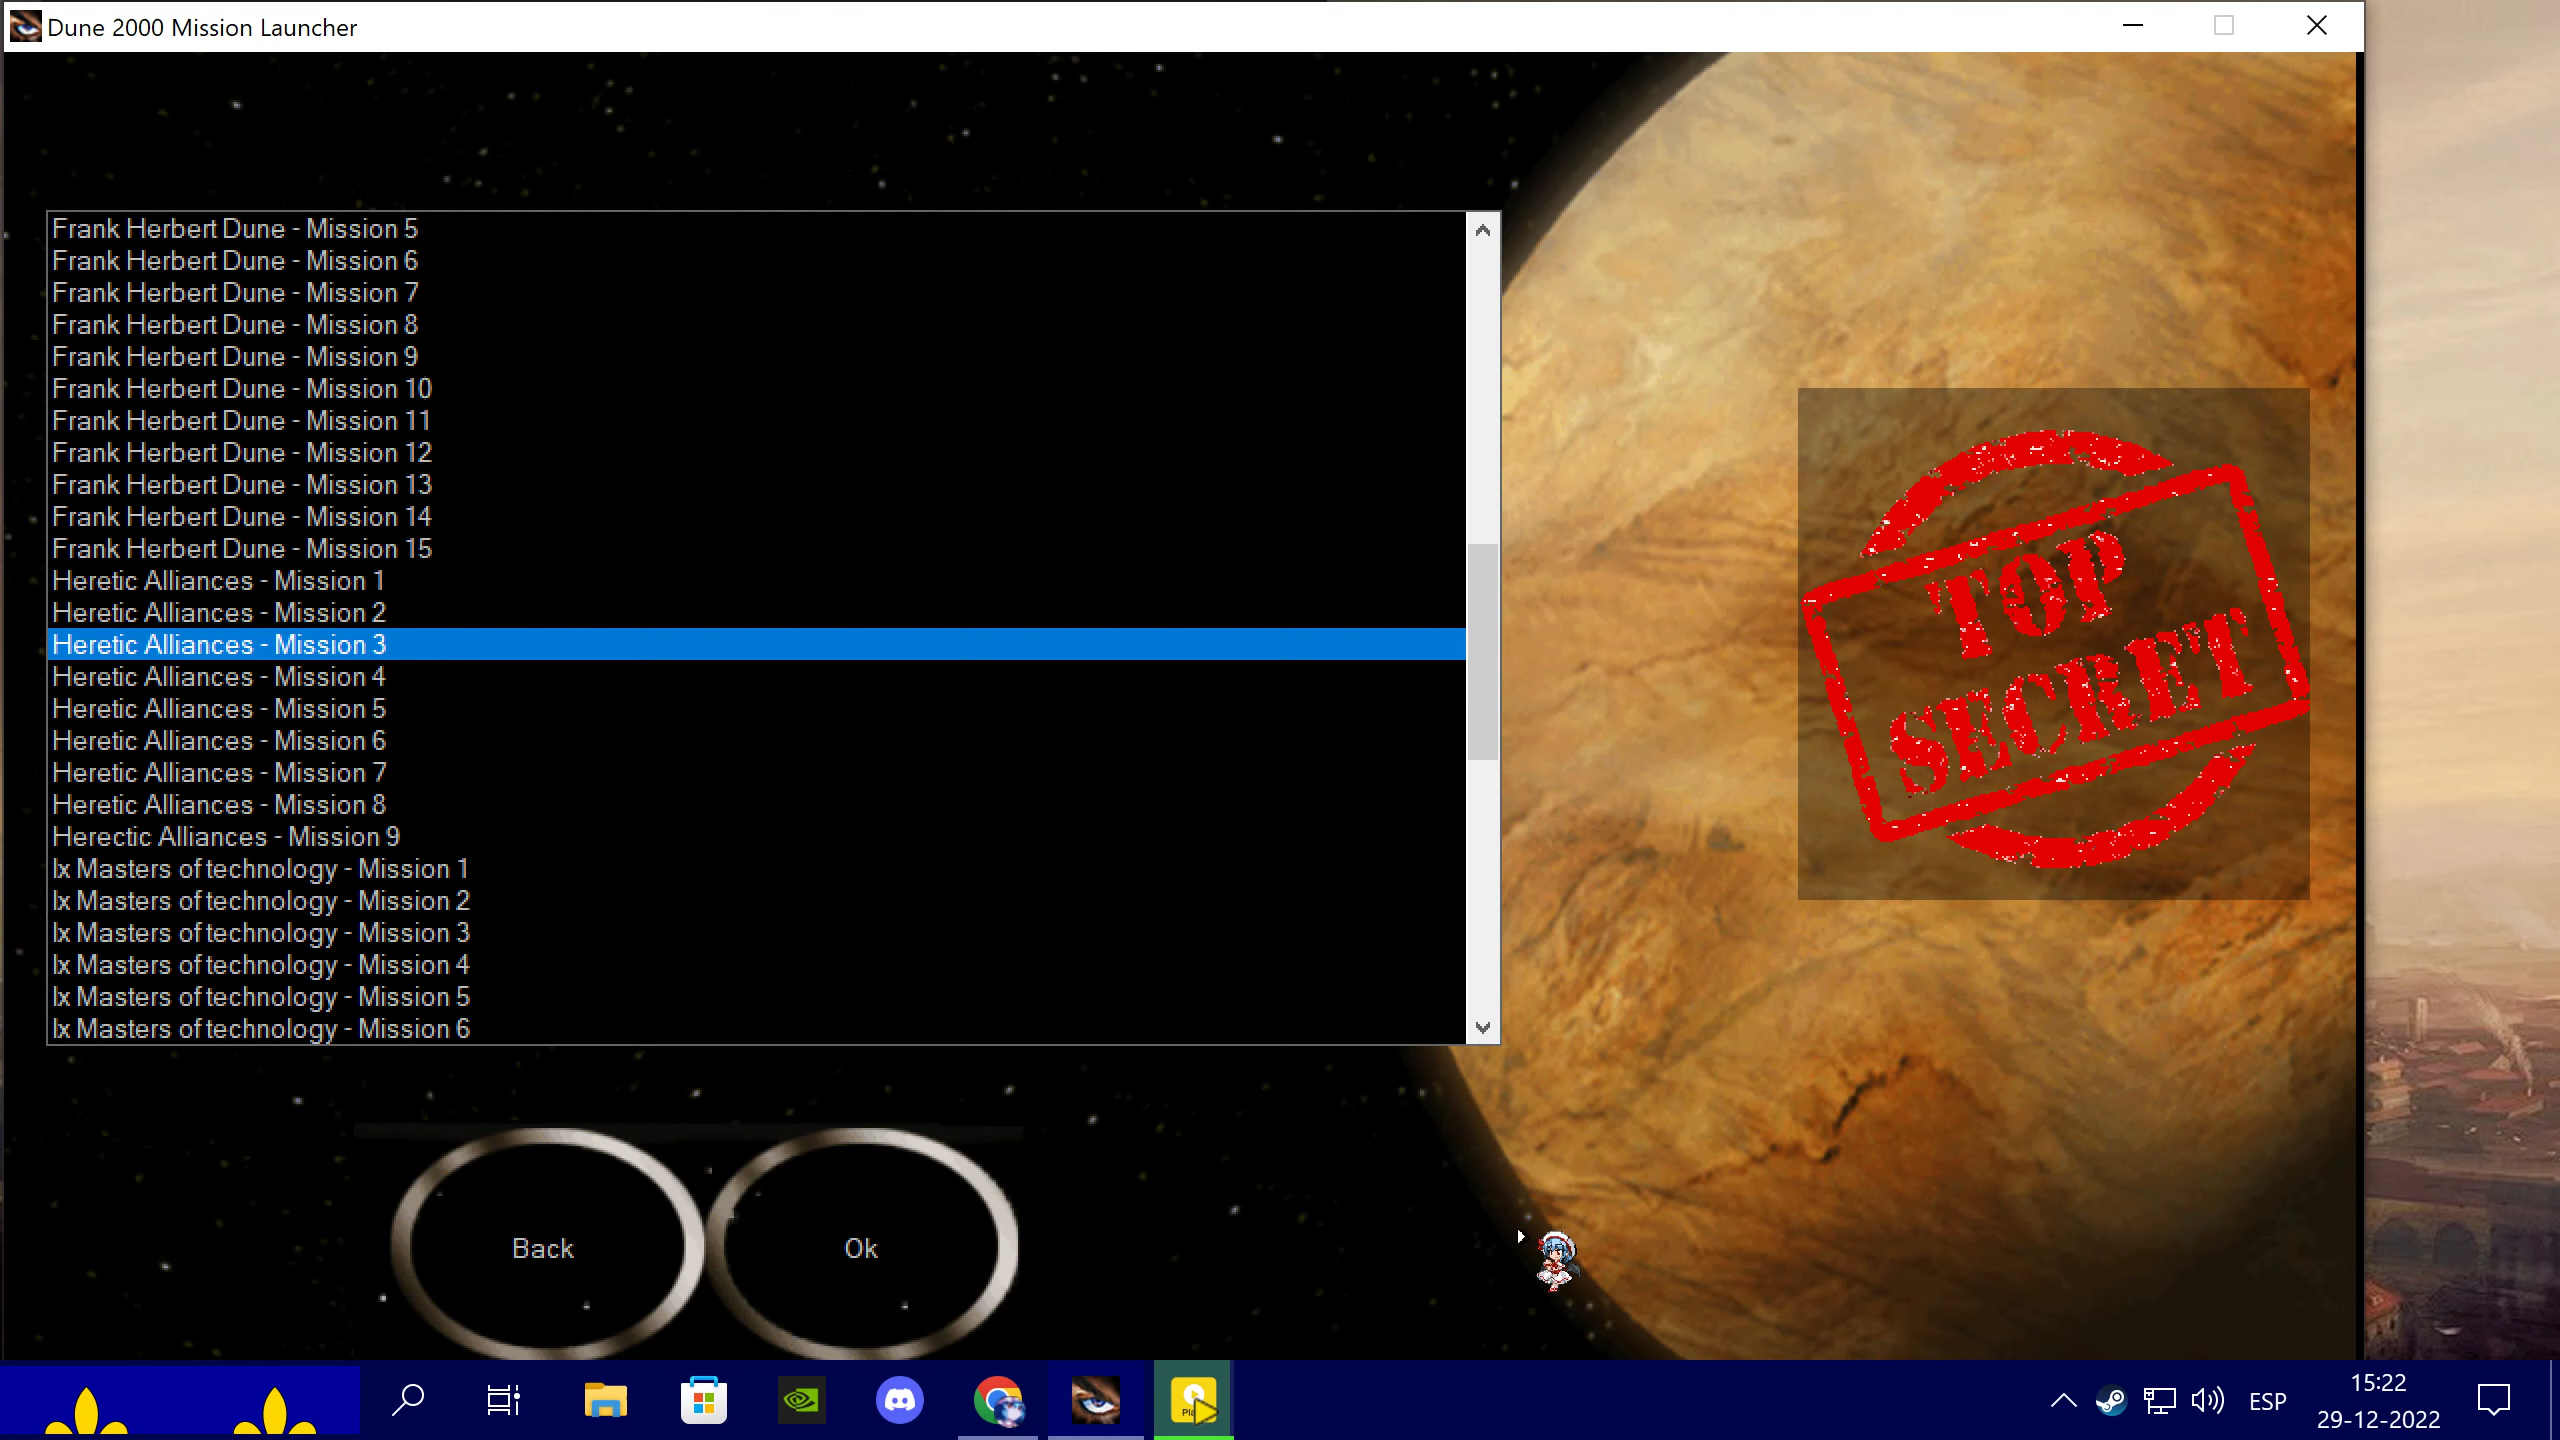 Dune 2000 Mission Launcher
Frank Herbert Dune - Mission 5
Frank Herbert Dune - Mission 6
Frank Herbert Dune - Mission 7
Frank Herbert Dune - Mission 8
Frank Herbert Dune - Mission 9
Frank Herbert Dune - Mission 10
Frank Herbert Dune - Mission 11
Frank Herbert Dune - Mission 12
Frank Herbert Dune - Mission 13
Frank Herbert Dune - Mission 14
Frank Herbert Dune - Mission 15
Heretic Alliances - Mission 1
Heretic Alliances - Mission 2
Heretic Alliances - Mission 3
Heretic Alliances - Mission 4
Heretic Alliances - Mission 5
Heretic Alliances - Mission 6
Heretic Alliances - Mission 7
Heretic Alliances - Mission 8
Herectic Alliances - Mission 9
Ix Masters of technology - Mission 1
Ix Masters of technology - Mission 2
Ix Masters of technology - Mission 3
Ix Masters of technology - Mission 4
Ix Masters of technology - Mission 5
Ix Masters of technology - Mission 6
TOP
SECRET
Back
Ok
ESP
15:22
29-12-2022